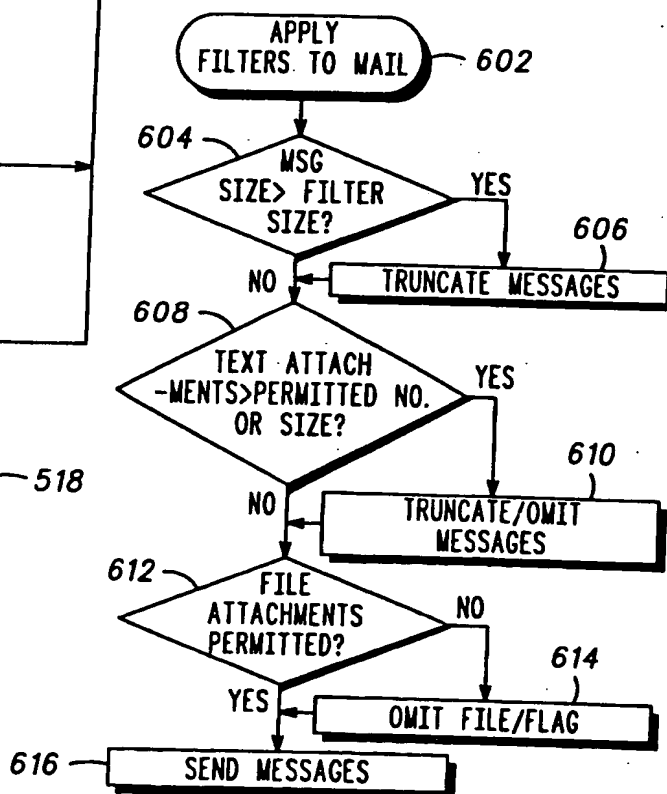 APPLY
FILTERS TO MAIL
602
604
MSG
SIZE> FILTER
SIZE?
YES
606
NO
TRUNCATE MESSAGES
608
TEXT ATTACH
-MENTS>PERMITTED NO.
OR SIZE?
YES
518
610
NO
TRUNCATE/OMIT
MESSAGES
612
FILE
ATTACHMENTS
PERMITTED?
NO
614
YES
OMIT FILE/FLAG
616
SEND MESSAGES